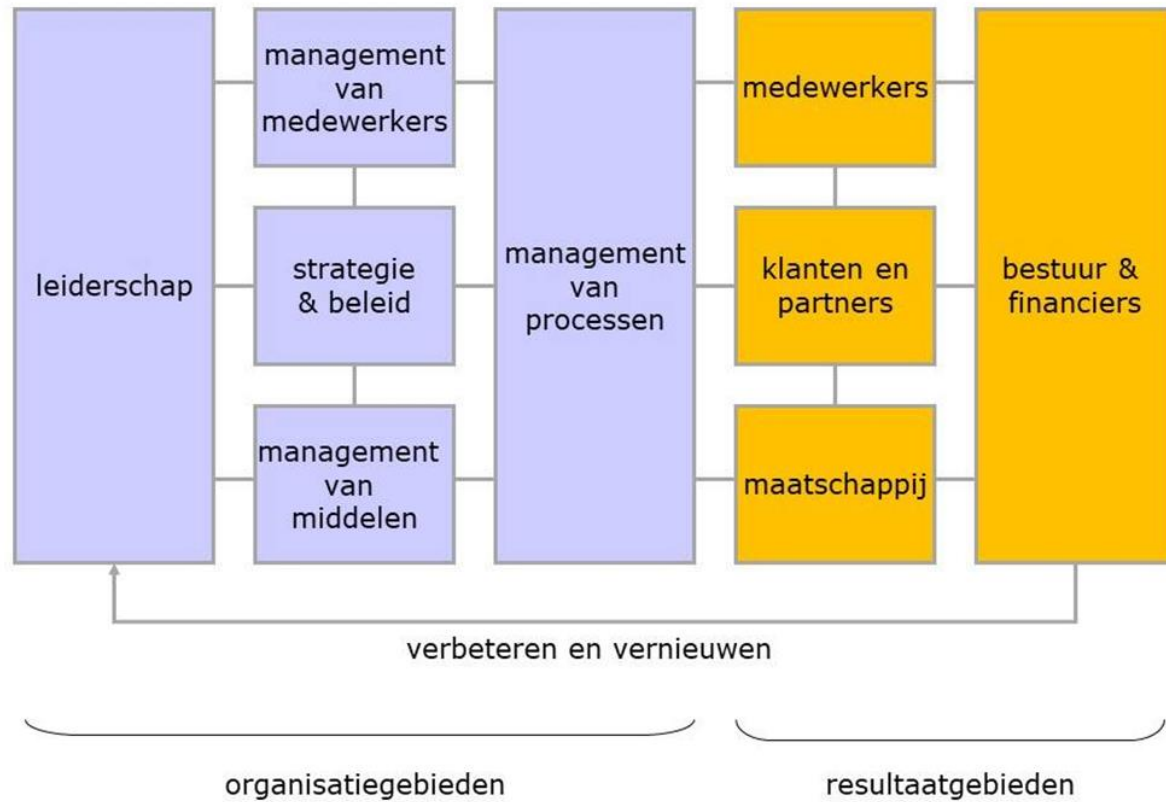 leiderschap
management
van
medewerkers
strategie
& beleid
management
van
middelen
management
van
processen
medewerkers
klanten en
partners
maatschappij
bestuur &
financiers
verbeteren en vernieuwen
organisatiegebieden
resultaatgebieden